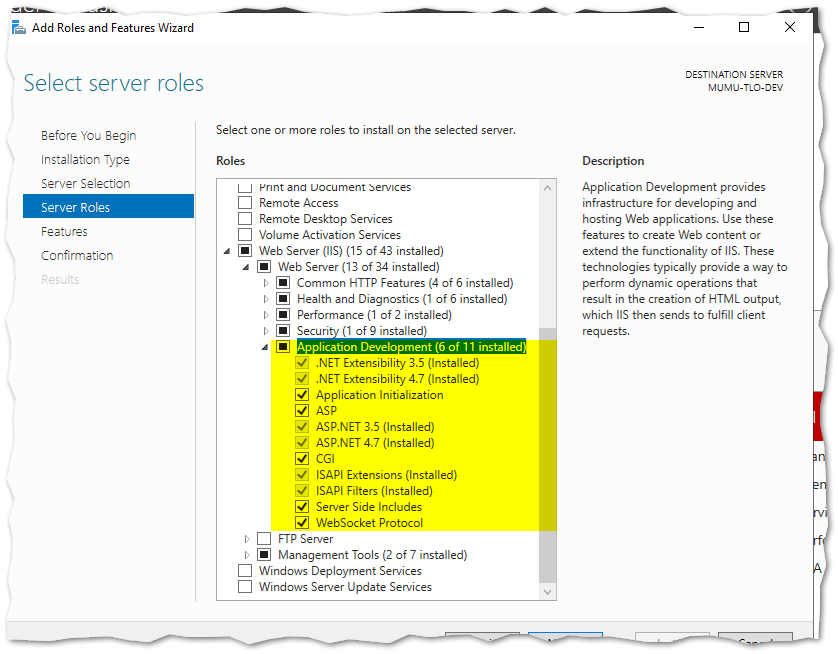 Add Roles and Features Wizard
Select server roles
DESTINATION SERVER
MUMU-TLO-DEV
Before You Begin
Installation Type
Server Selection
Server Roles
Features
Confirmation
Results
Select one or more roles to install on the selected server.
Roles
Print and Document Services
Remote Access
Remote Desktop Services
Volume Activation Services
Web Server (IIS) (15 of 43 installed)
Web Server (13 of 34 installed)
Common HTTP Features (4 of 6 installed)
Health and Diagnostics (1 of 6 installed)
Performance (1 of 2 installed)
Security (1 of 9 installed)
Application Development (6 of 11 installed)
.NET Extensibility 3.5 (Installed)
.NET Extensibility 4.7 (Installed)
Application Initialization
ASP
ASP.NET 3.5 (Installed)
ASP.NET 4.7 (Installed)
CGI
ISAPI Extensions (Installed)
ISAPI Filters (Installed)
Server Side Includes
WebSocket Protocol
FTP Server
Management Tools (2 of 7 installed)
Windows Deployment Services
Windows Server Update Services
Description
Application Development provides
infrastructure for developing and
hosting Web applications. Use these
features to create Web content or
extend the functionality of IIS. These
technologies typically provide a way to
perform dynamic operations that
result in the creation of HTML output,
which IIS then sends to fulfill client
requests.